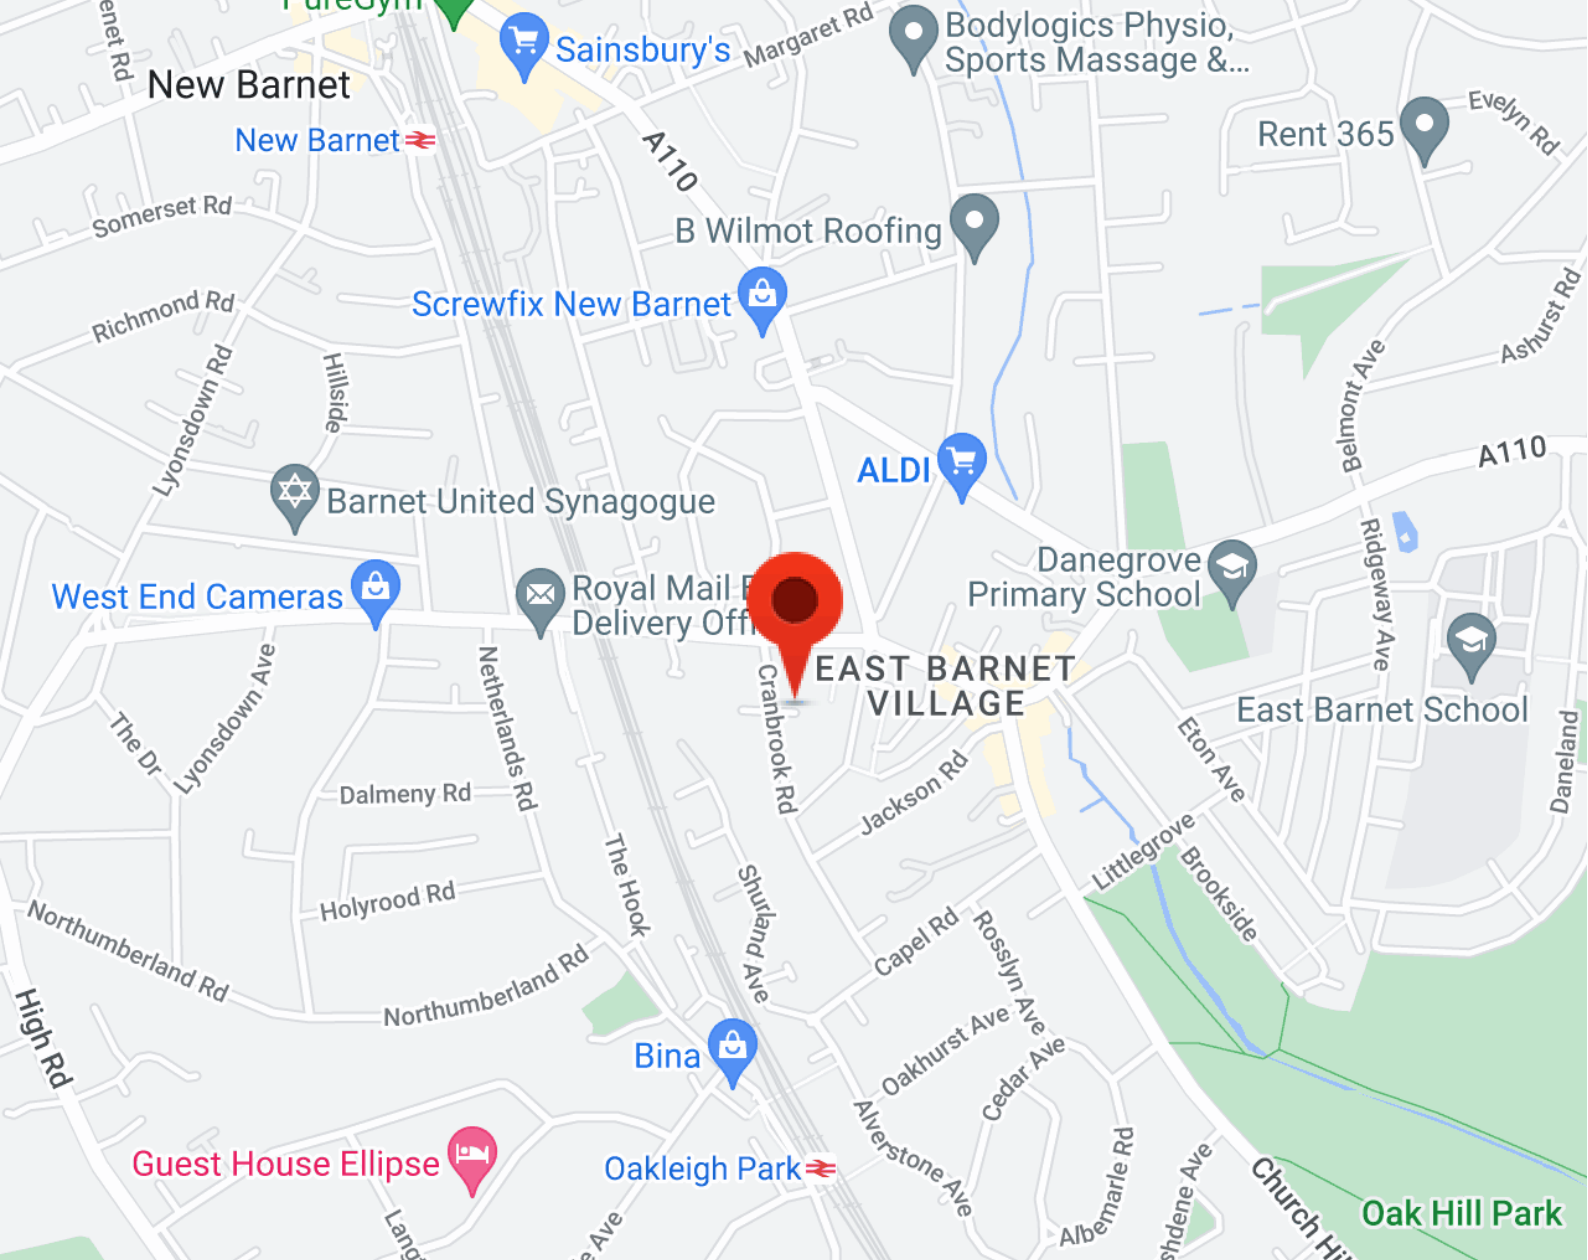 PureGym
Sainsbury's
Margaret Rd
Bodylogics Physio,
Sports Massage &...
New Barnet
New Barnet
A110
Evelyn Rd
Rent 365
Somerset Rd
B Wilmot Roofing
Richmond Rd
Screwfix New Barnet
Ashurst Rd
Hillside
Lyonsdown Rd
Belmont Ave
A110
ALDI
Barnet United Synagogue
Danegrove
Primary School
Ridgeway Ave
West End Cameras
Royal Mail
Delivery Off
EAST BARNET
VILLAGE
East Barnet School
Cranbrook Rd
Netherlands Rd
Lyonsdown Ave
The Dr
Eton Ave
Daneland
Dalmeny Rd
Jackson Rd
Littlegrove
Brookside
The Hook
Shurland Ave
Holyrood Rd
Northumberland Rd
Northumberland Rd
Capel Rd
Rosslyn Ave
High Rd
Bina
Oakhurst Ave
Cedar Ave
Guest House Ellipse
Oakleigh Park
Alverstone Ave
Albemarle Rd
shdene Ave
Church Hi
Oak Hill Park
Lang
e Ave